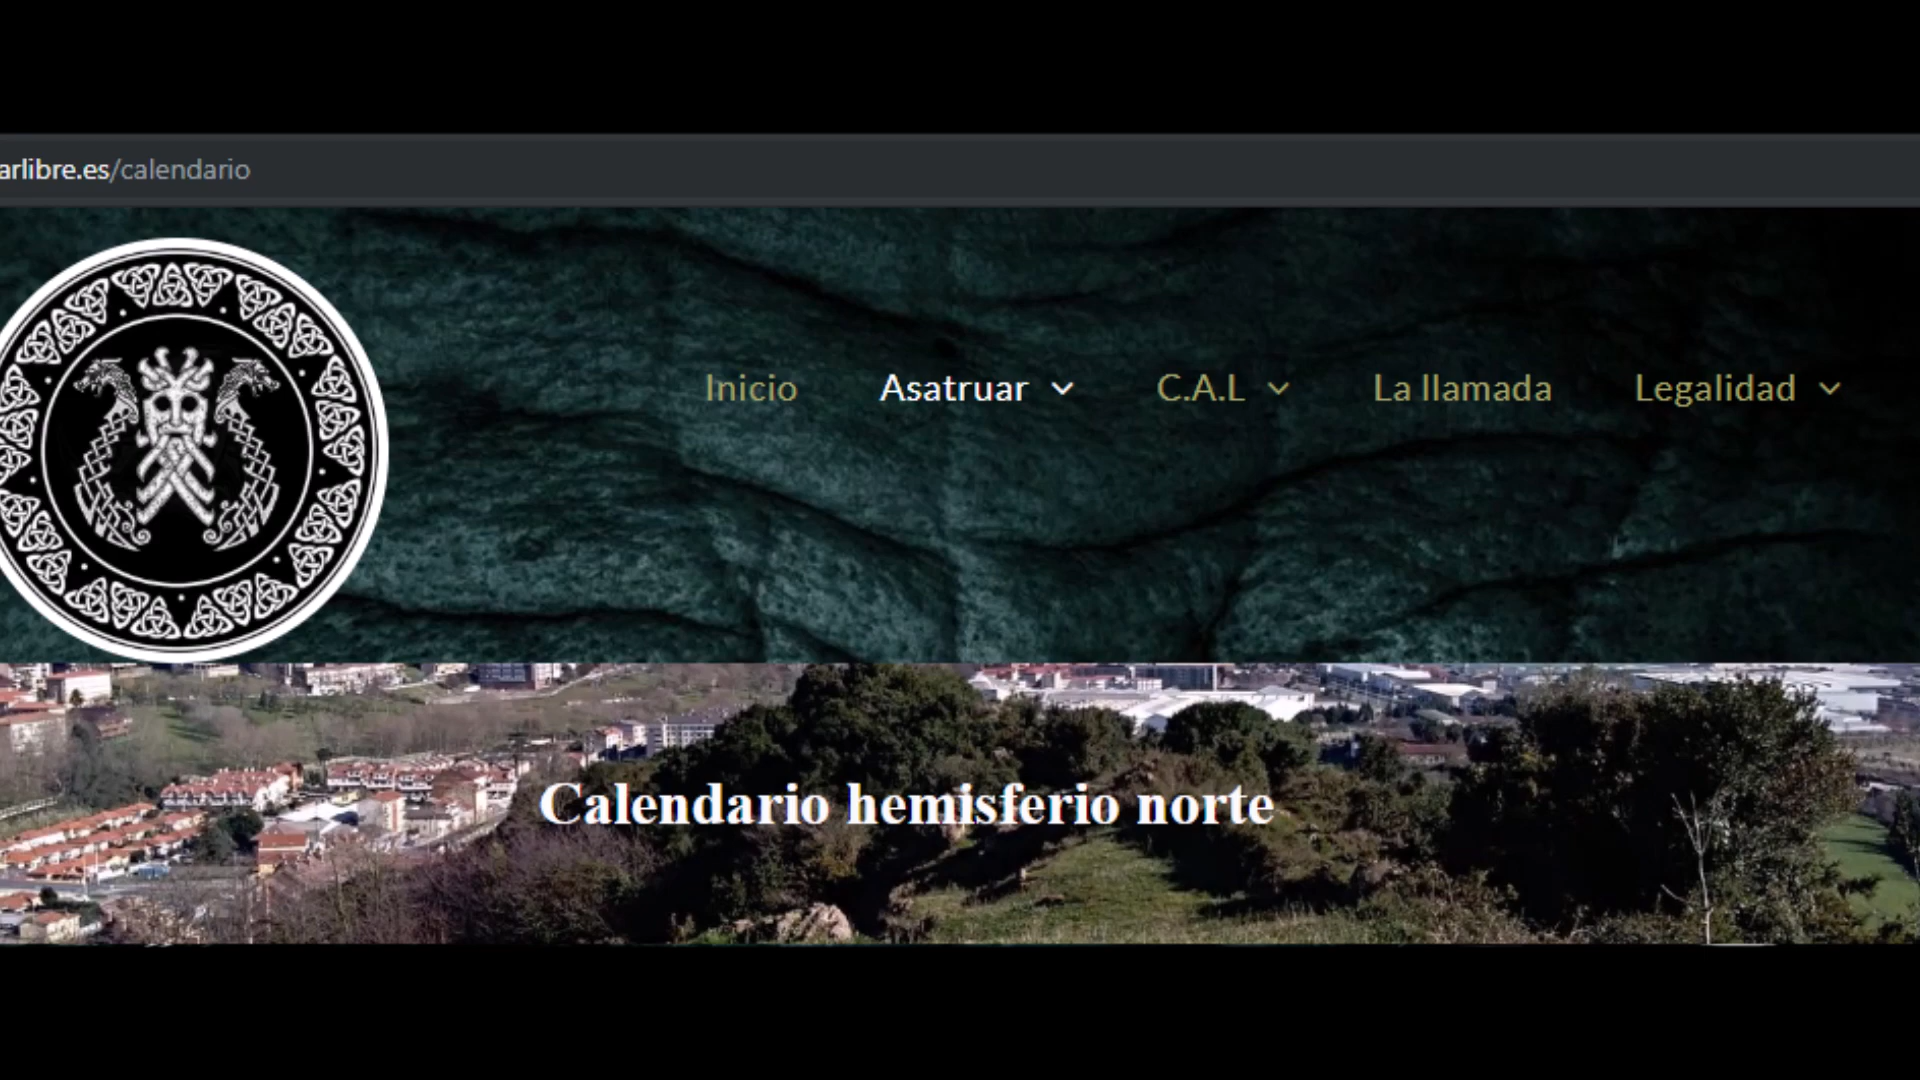 arlibre.es/calendario
Inicio Asatruar C.A.L La llamada Legalidad
Calendario hemisferio norte